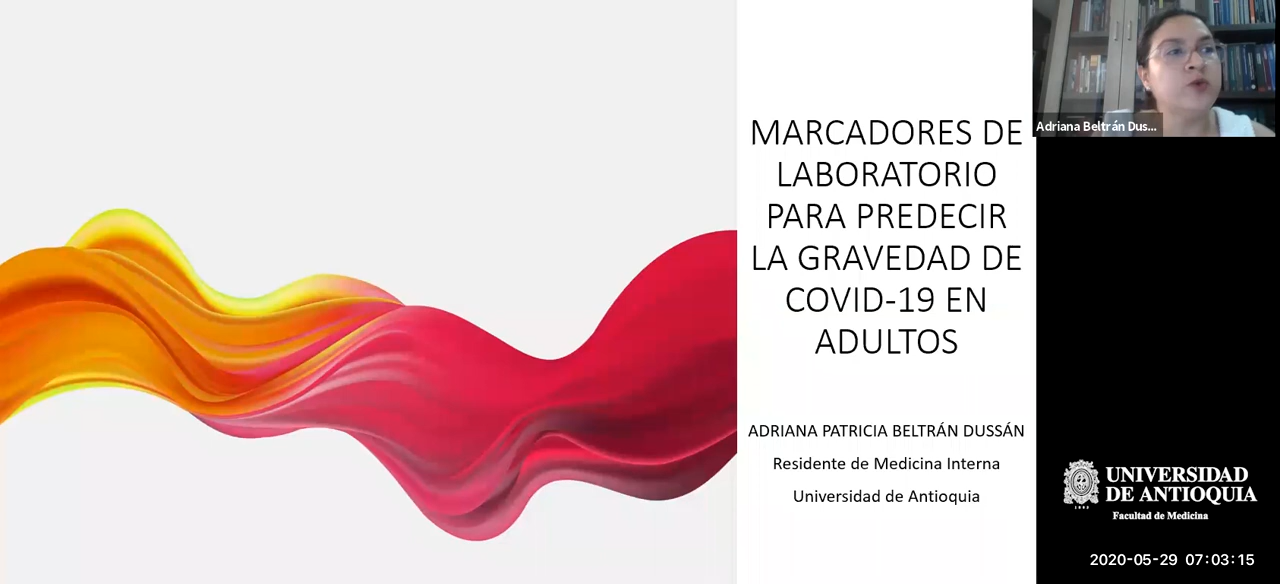 MARCADORES DE
LABORATORIO
PARA PREDECIR
LA GRAVEDAD DE
COVID-19 EN
ADULTOS
ADRIANA PATRICIA BELTRÁN DUSSÁN
Residente de Medicina Interna
Universidad de Antioquia
Adriana Beltrán Dus...
UNIVERSIDAD
DE ANTIOQUIA
1803
Facultad de Medicina
2020-05-29 07:03:15